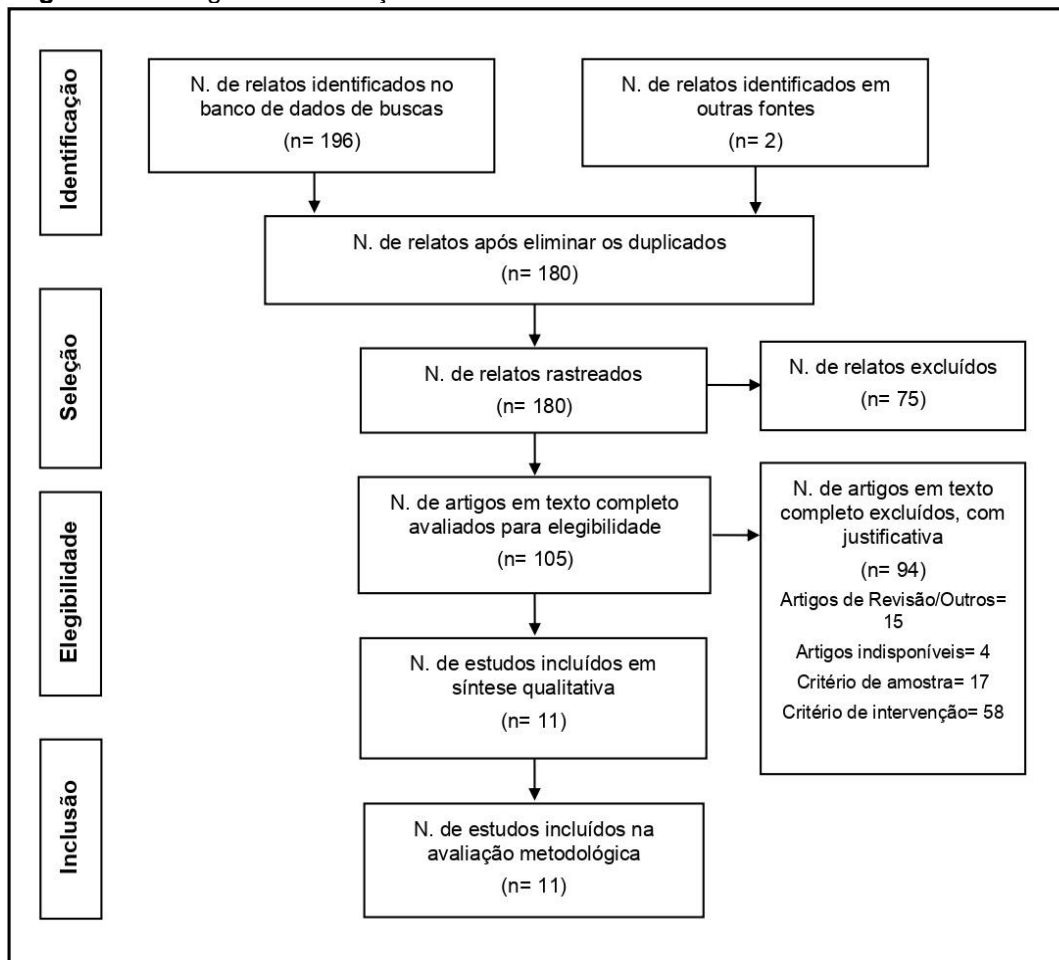 Identificação
N. de relatos identificados no
banco de dados de buscas
(n= 196)
N. de relatos identificados em
outras fontes
(n= 2)
N. de relatos após eliminar os duplicados
(n= 180)
Seleção
N. de relatos rastreados
(n= 180)
N. de relatos excluídos
(n= 75)
Elegibilidade
N. de artigos em texto
completo avaliados para
elegibilidade
(n= 105)
N. de artigos em texto
completo excluídos, com
justificativa
(n= 94)
Artigos de Revisão/Outros=
15
Artigos indisponíveis= 4
Critério de amostra= 17
Critério de intervenção= 58
N. de estudos incluídos em
síntese qualitativa
(n= 11)
Inclusão
N. de estudos incluídos na
avaliação metodológica
(n= 11)